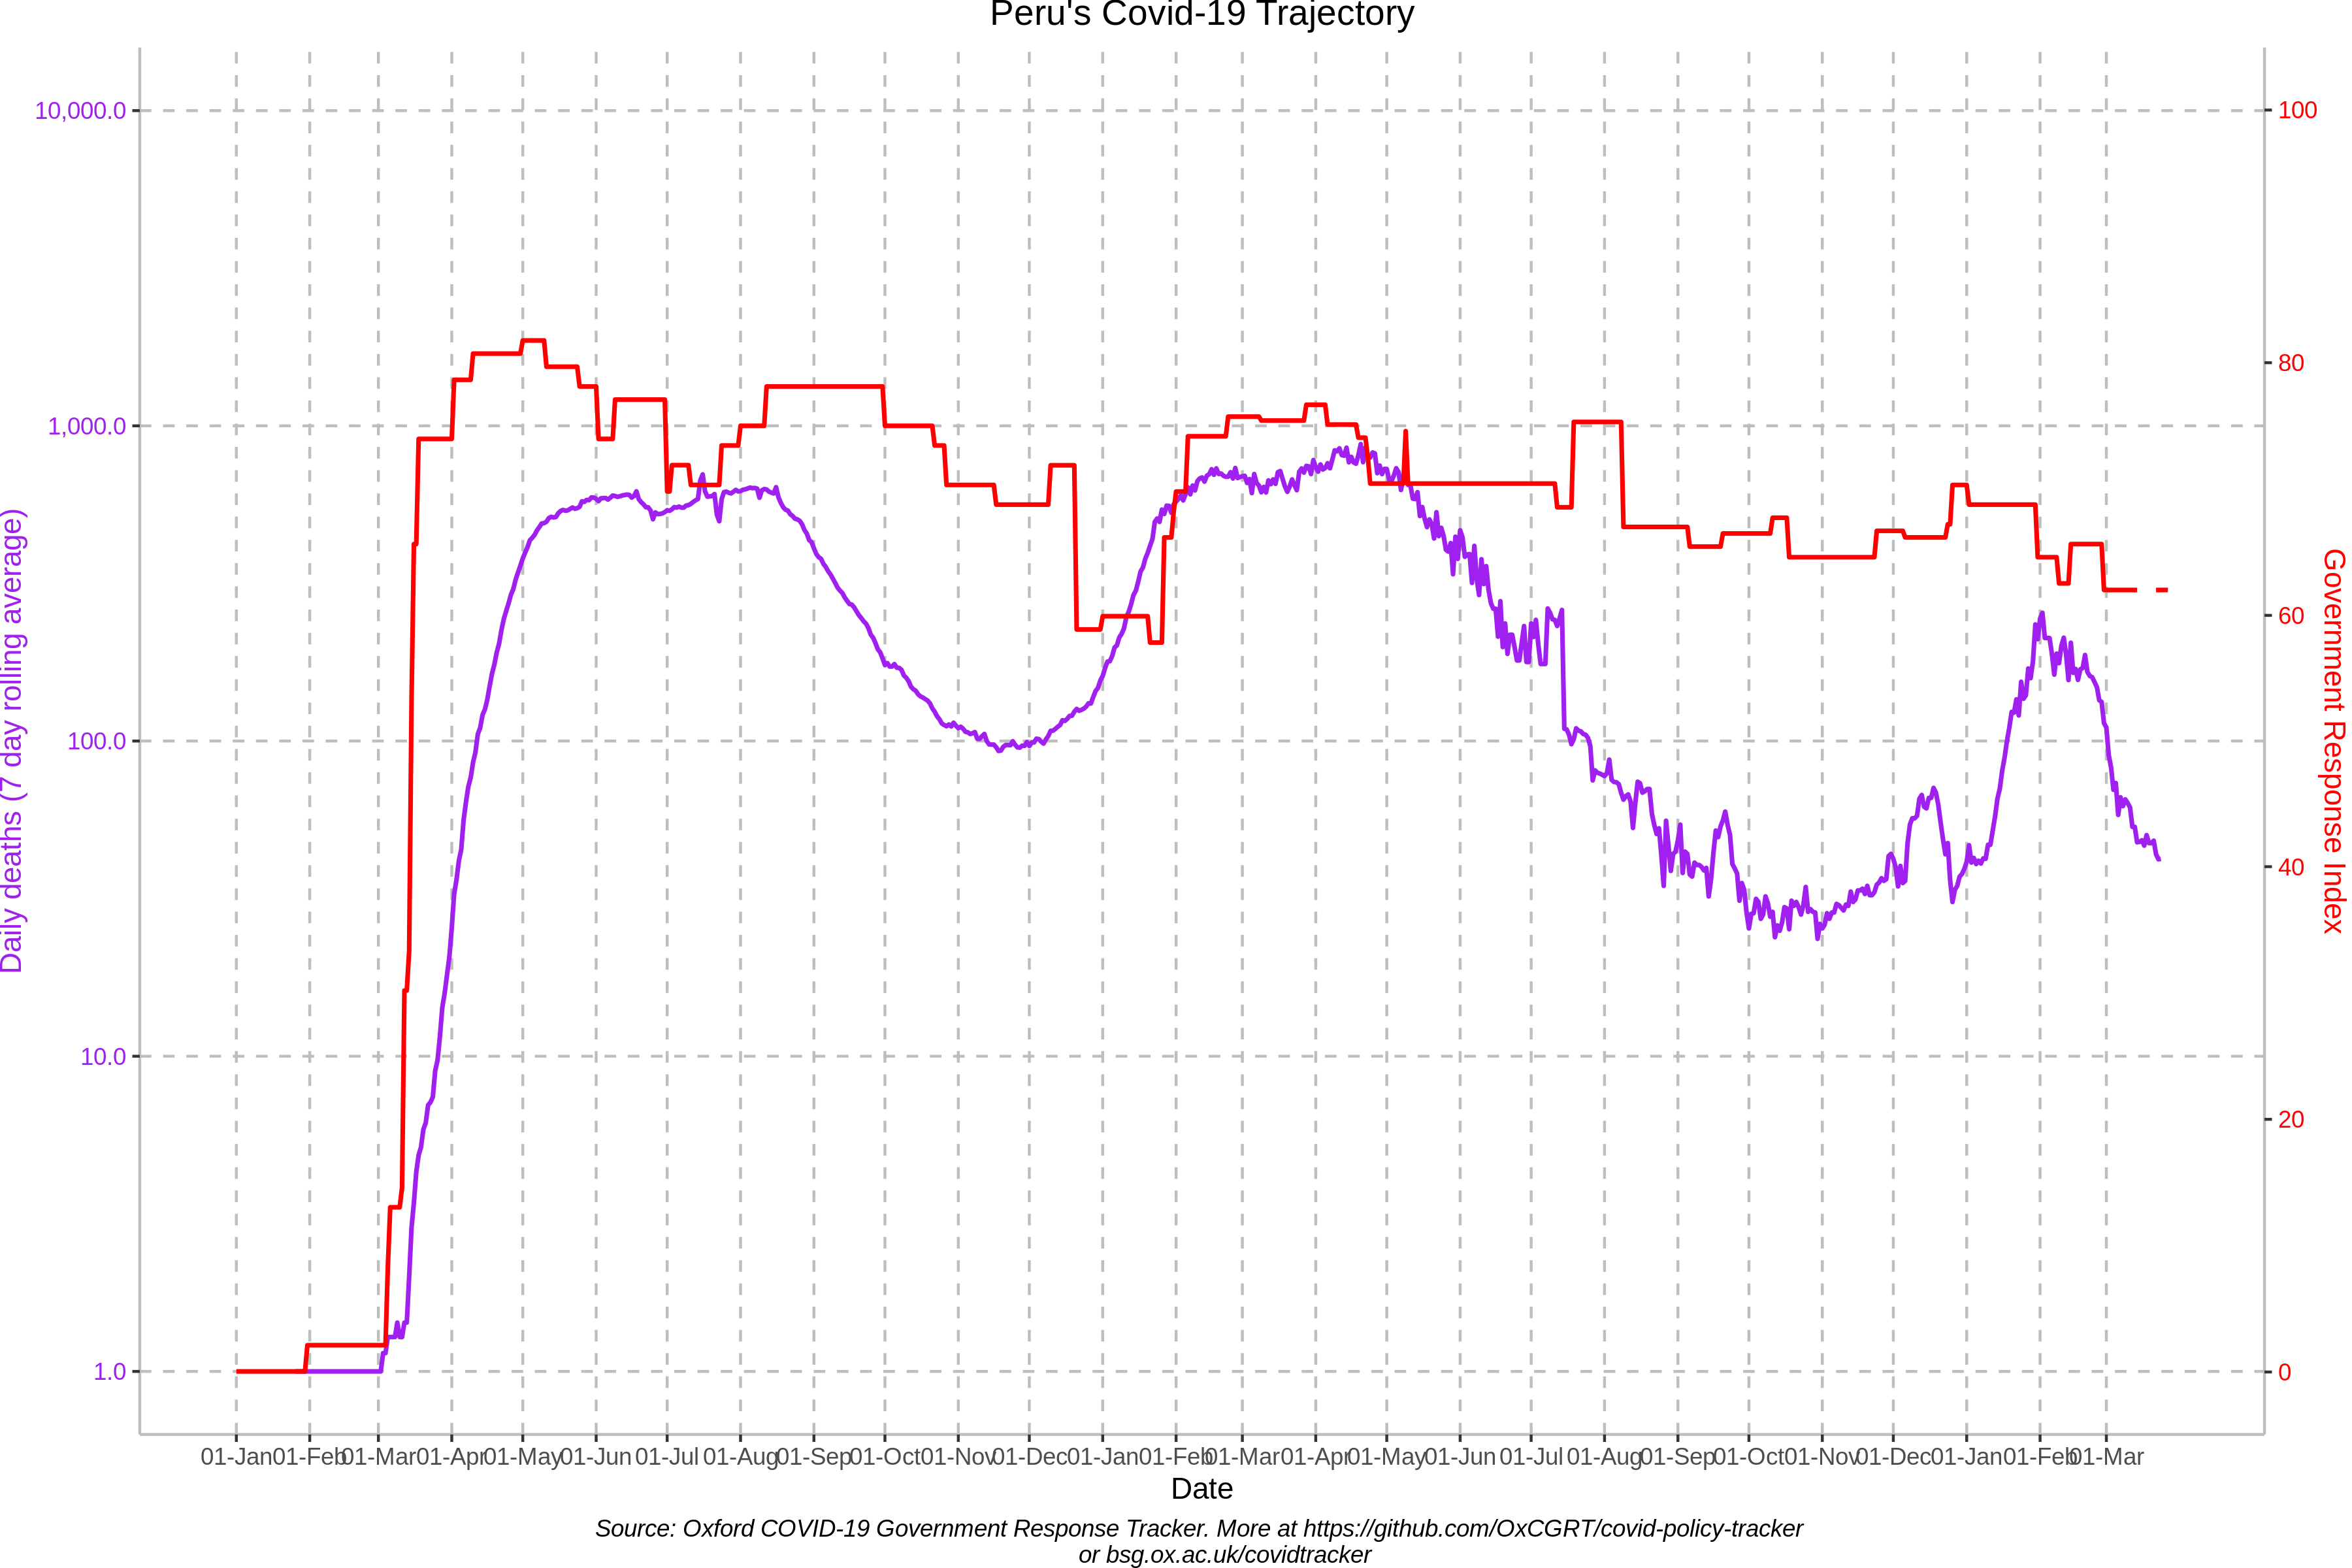 Peru's Covid-19 Trajectory
10,000.0
1,000.0
100.0
10.0
1.0
Daily deaths (7 day rolling average)
100
80
60
40
20
0
Government Response Index
01-Jan 01-Feb 01-Mar 01-Apr 01-May 01-Jun 01-Jul 01-Aug 01-Sep 01-Oct 01-Nov 01-Dec 01-Jan 01-Feb 01-Mar 01-Apr 01-May 01-Jun 01-Jul 01-Aug 01-Sep 01-Oct 01-Nov 01-Dec 01-Jan 01-Feb 01-Mar
Date
Source: Oxford COVID-19 Government Response Tracker. More at https://github.com/OxCGRT/covid-policy-tracker
or bsg.ox.ac.uk/covidtracker